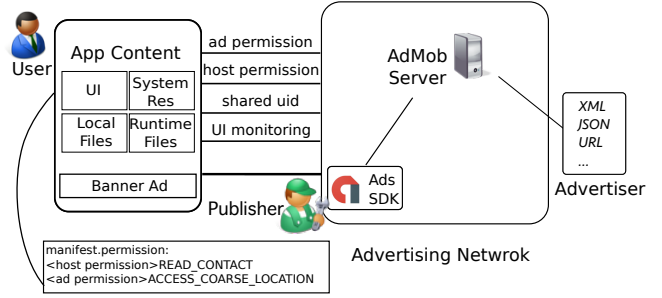 User
App Content
UI
System
Res
Local
Files
Runtime
Files
Banner Ad
ad permission
host permission
shared uid
UI monitoring
Publisher
AdMob
Server
Ads
SDK
XML
JSON
URL
...
Advertiser
Advertising Netwrok
manifest.permission:
<host permission>READ_CONTACT
<ad permission>ACCESS_COARSE_LOCATION